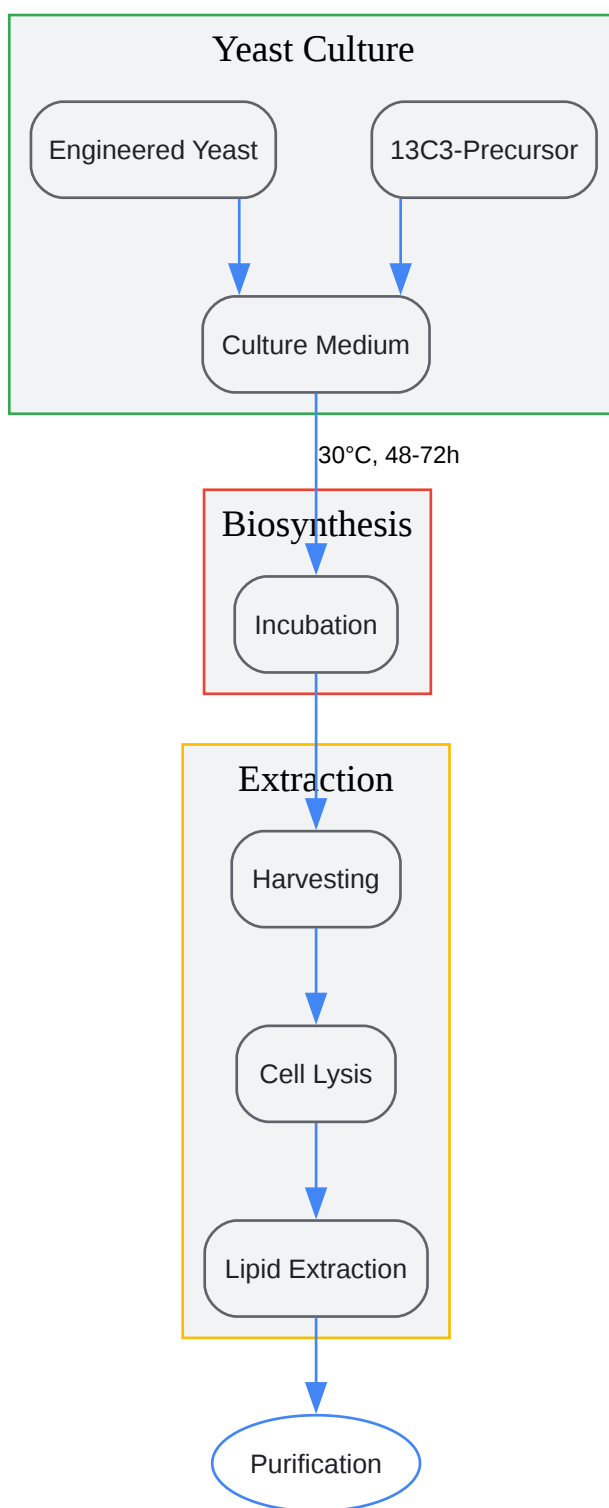 Yeast Culture
Engineered Yeast
13C3-Precursor
Culture Medium
30°C, 48-72h
Biosynthesis
Incubation
Extraction
Harvesting
Cell Lysis
Lipid Extraction
Purification